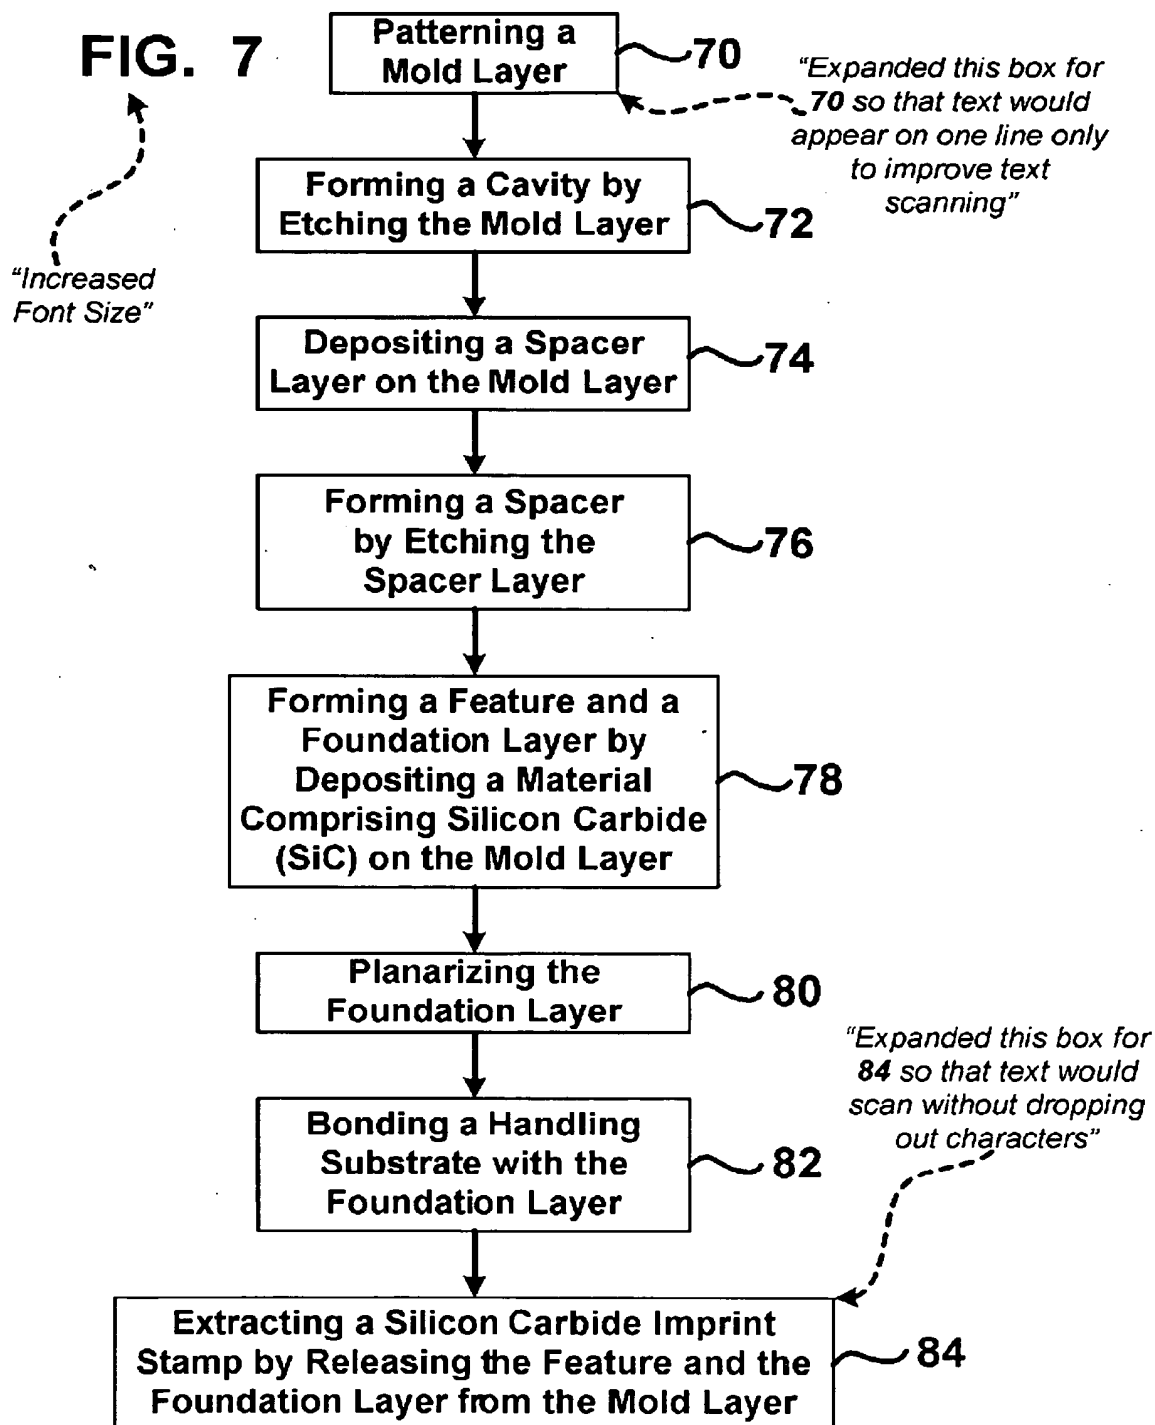 FIG. 7
Patterning a
Mold Layer
70
"Expanded this box for
70 so that text would
appear on one line only
to improve text
scanning"
"Increased
Font Size"
Forming a Cavity by
Etching the Mold Layer
72
Depositing a Spacer
Layer on the Mold Layer
74
Forming a Spacer
by Etching the
Spacer Layer
76
Forming a Feature and a
Foundation Layer by
Depositing a Material
Comprising Silicon Carbide
(SiC) on the Mold Layer
78
Planarizing the
Foundation Layer
80
"Expanded this box for
84 so that text would
scan without dropping
out characters"
Bonding a Handling
Substrate with the
Foundation Layer
82
Extracting a Silicon Carbide Imprint
Stamp by Releasing the Feature and the
Foundation Layer from the Mold Layer
84